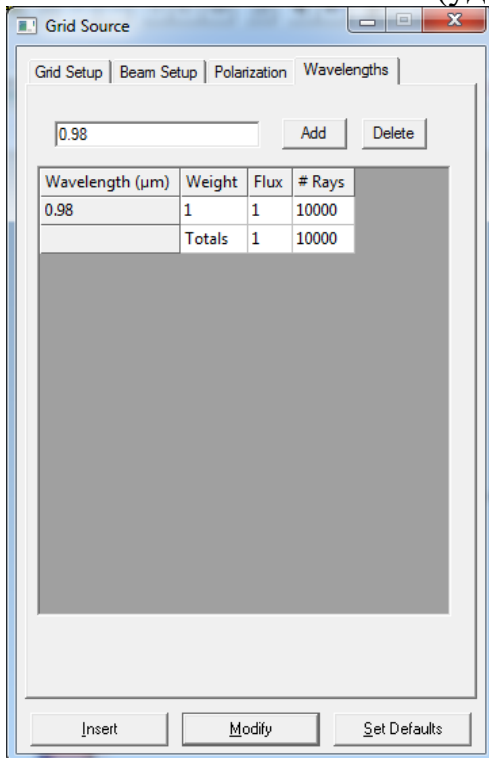 (уд
Grid Source
Grid Setup Beam Setup Polarization Wavelengths
0.98 Add Delete
Wavelength (µm) Weight Flux # Rays
0.98 1 1 10000
Totals 1 10000
Insert Modify Set Defaults